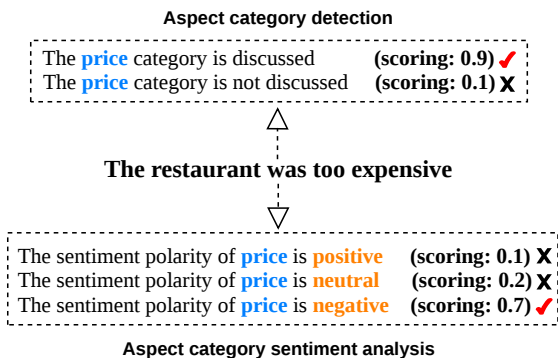 Aspect category detection
The price category is discussed (scoring: 0.9) ✓
The price category is not discussed (scoring: 0.1) X
The restaurant was too expensive
The sentiment polarity of price is positive (scoring: 0.1) X
The sentiment polarity of price is neutral (scoring: 0.2) X
The sentiment polarity of price is negative (scoring: 0.7) ✓
Aspect category sentiment analysis